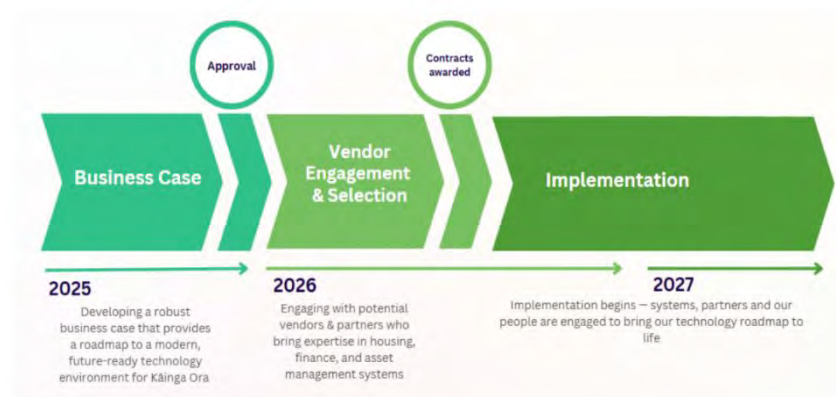 Approval
Contracts
awarded
Business Case
Vendor
Engagement
& Selection
Implementation
2025
Developing a robust
business case that provides
a roadmap to a modern,
future-ready technology
environment for Kāinga Ora
2026
Engaging with potential
vendors & partners who
bring expertise in housing,
finance, and asset
management systems
2027
Implementation begins – systems, partners and our
people are engaged to bring our technology roadmap to
life